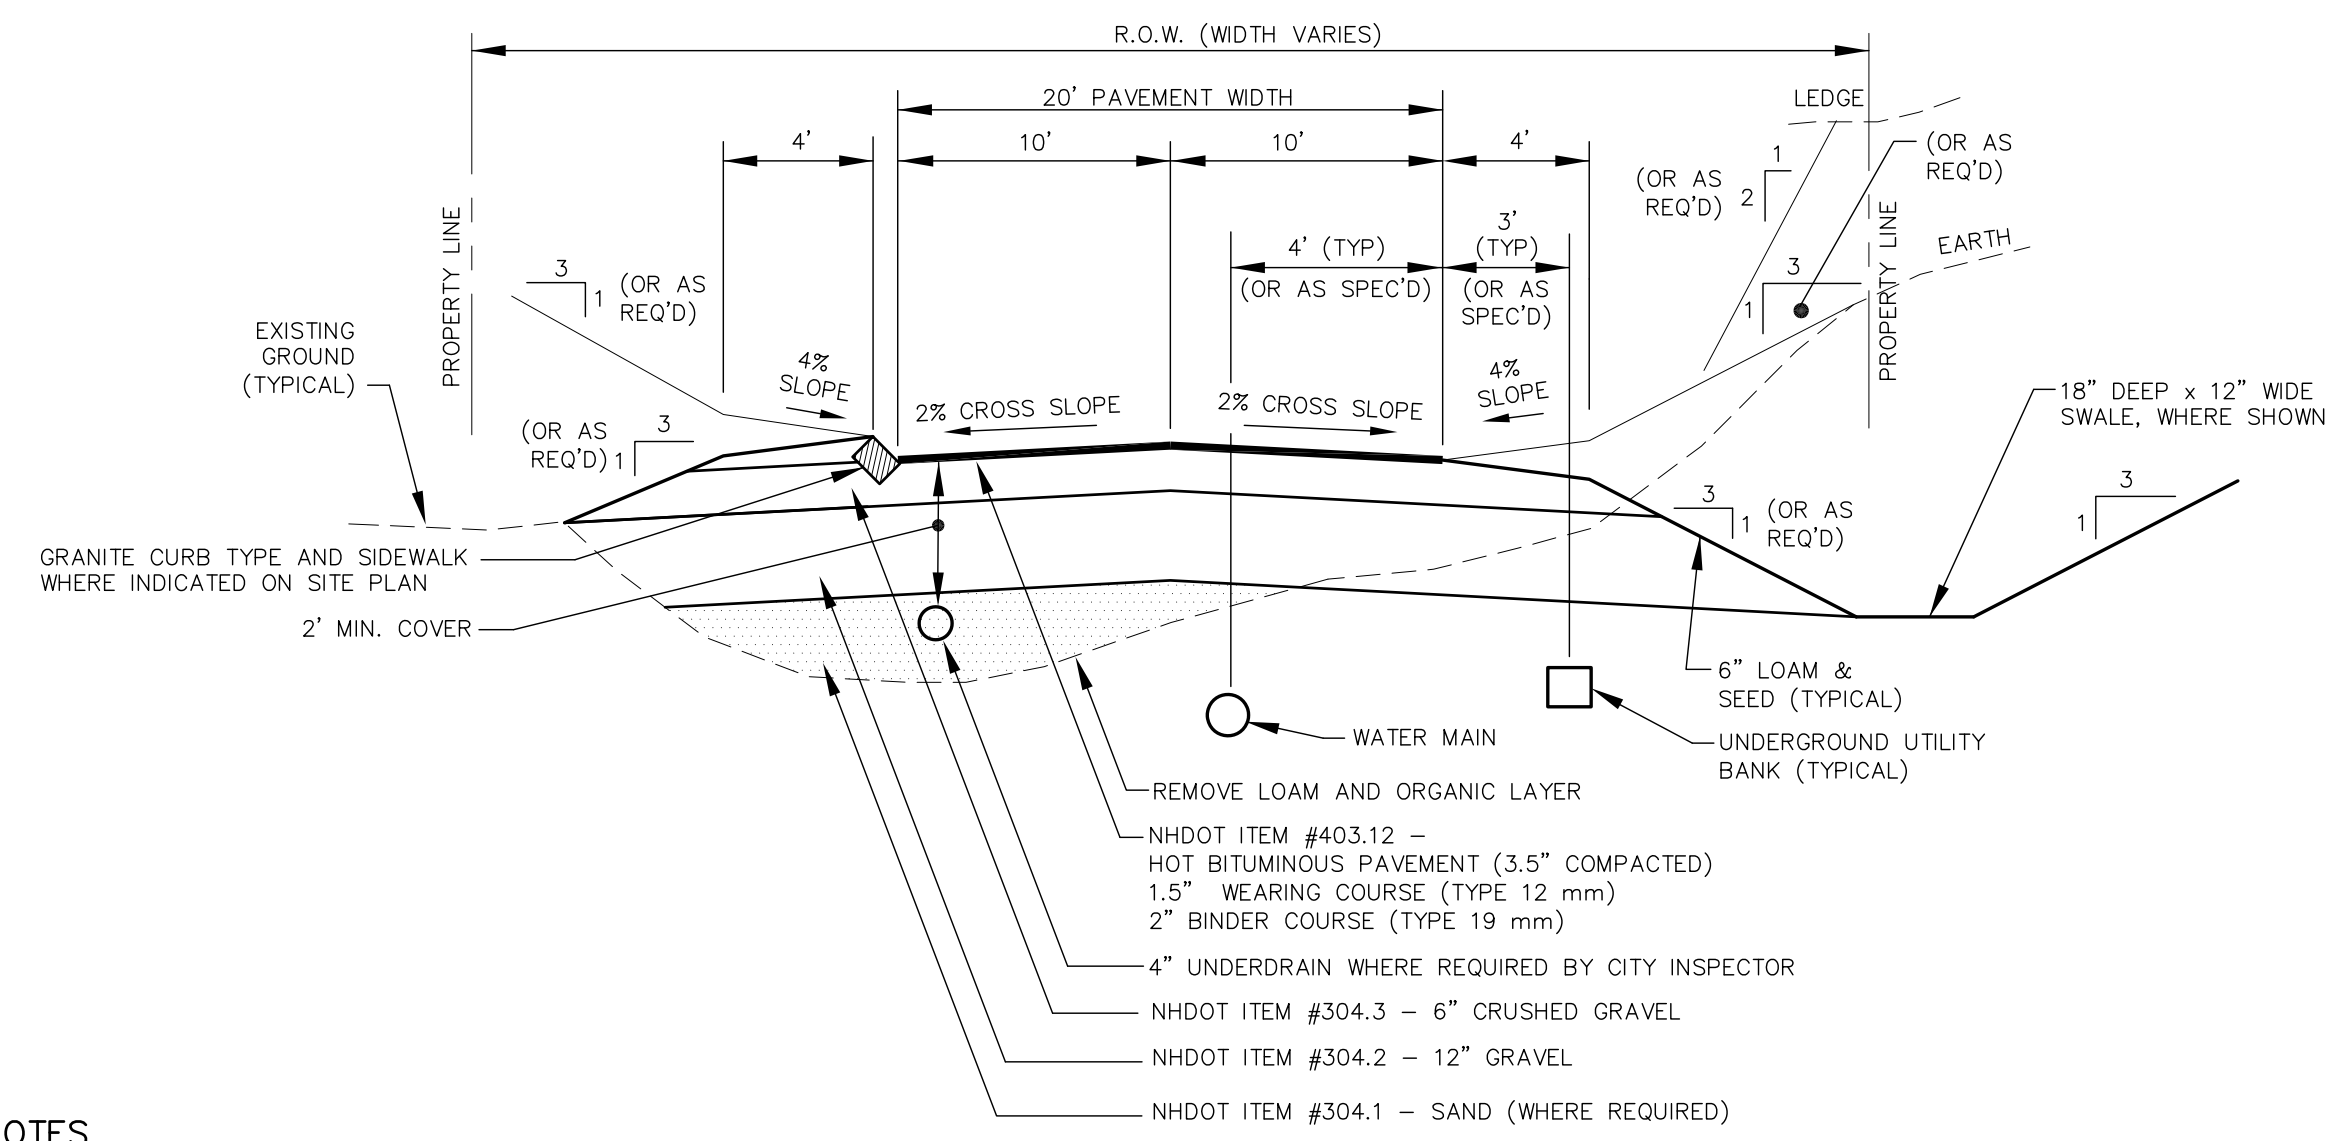 R.O.W. (WIDTH VARIES)
20' PAVEMENT WIDTH
LEDGE
4'
10'
10'
4'
1
2
(OR AS
REQ'D)
(OR AS
REQ'D)
PROPERTY LINE
PROPERTY LINE
3'
(TYP)
(OR AS
SPEC'D)
4' (TYP)
(OR AS SPEC'D)
EARTH
3
1
3
1
(OR AS
REQ'D)
EXISTING
GROUND
(TYPICAL)
4%
SLOPE
2% CROSS SLOPE
2% CROSS SLOPE
4%
SLOPE
18" DEEP x 12" WIDE
SWALE, WHERE SHOWN
(OR AS
REQ'D)
3
1
3
1
(OR AS
REQ'D)
3
1
GRANITE CURB TYPE AND SIDEWALK
WHERE INDICATED ON SITE PLAN
2' MIN. COVER
6" LOAM &
SEED (TYPICAL)
WATER MAIN
UNDERGROUND UTILITY
BANK (TYPICAL)
REMOVE LOAM AND ORGANIC LAYER
NHDOT ITEM #403.12 –
HOT BITUMINOUS PAVEMENT (3.5" COMPACTED)
1.5" WEARING COURSE (TYPE 12 mm)
2" BINDER COURSE (TYPE 19 mm)
4" UNDERDRAIN WHERE REQUIRED BY CITY INSPECTOR
NHDOT ITEM #304.3 – 6" CRUSHED GRAVEL
NHDOT ITEM #304.2 – 12" GRAVEL
NHDOT ITEM #304.1 – SAND (WHERE REQUIRED)
OTES